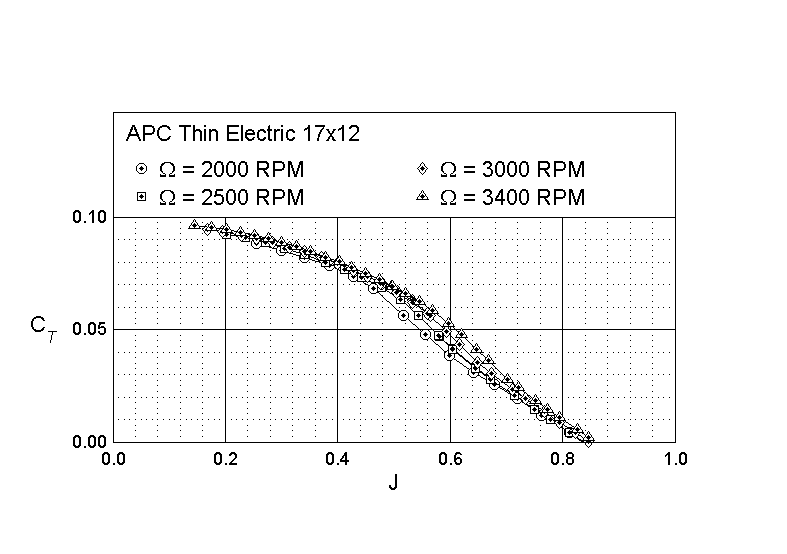 APC Thin Electric 17x12
Ω = 2000 RPM
Ω = 3000 RPM
Ω = 2500 RPM
Ω = 3400 RPM
0.10
C_T
0.05
0.00
0.0 0.2 0.4 0.6 0.8 1.0
J